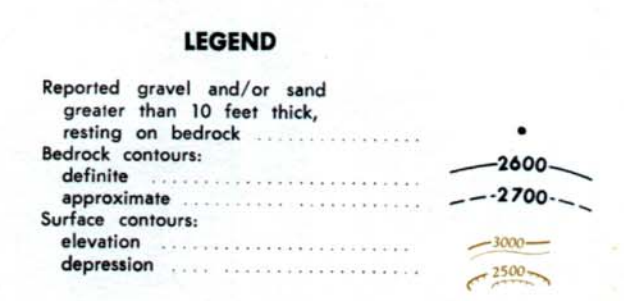 LEGEND
Reported gravel and/or sand
greater than 10 feet thick,
resting on bedrock ..................... •
Bedrock contours:
definite ..................... 2600
approximate ..................... 2700
Surface contours:
elevation ..................... 3000
depression ..................... 2500